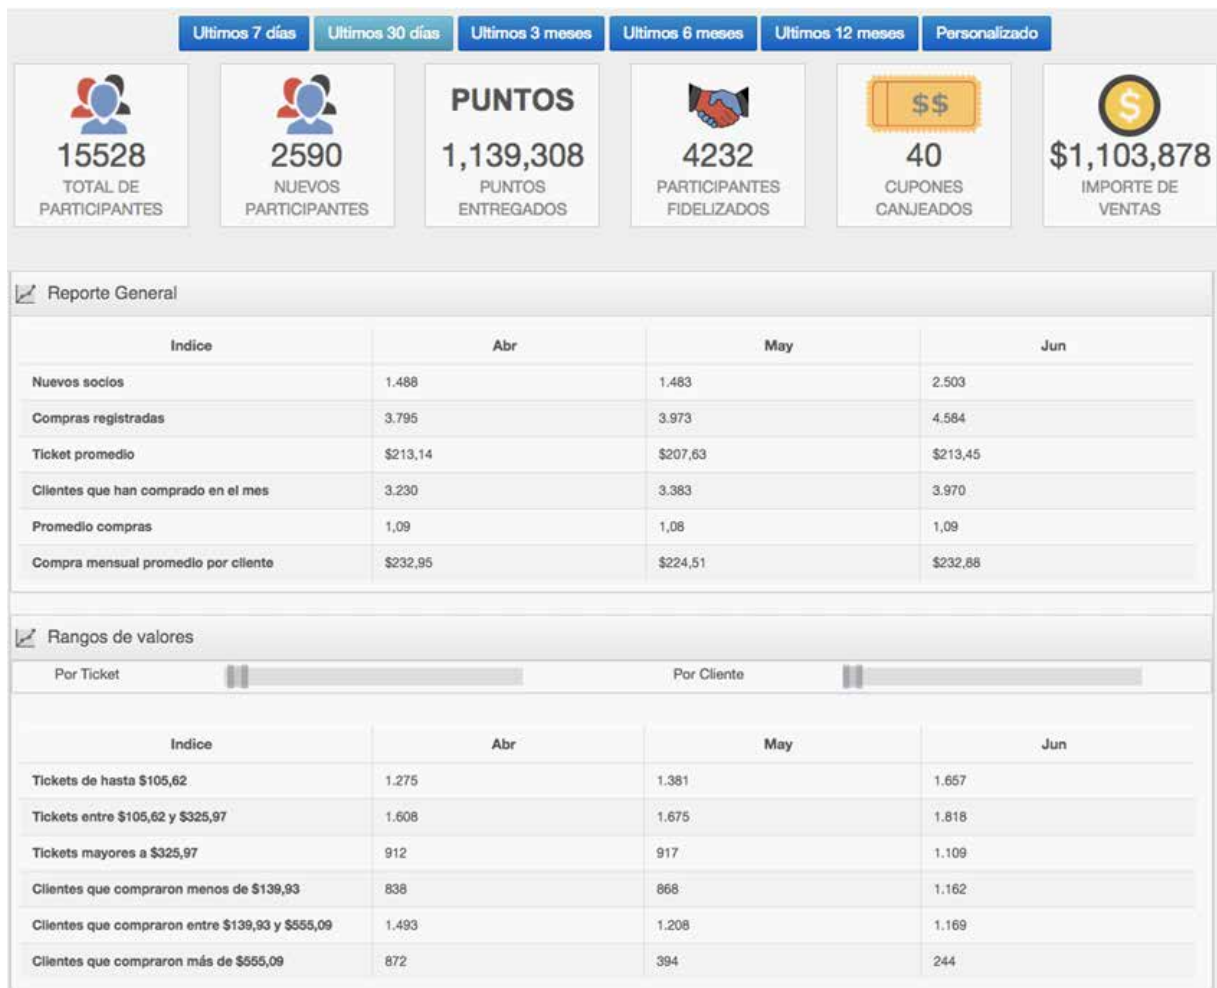 Ultimos 7 días Ultimos 30 días Ultimos 3 meses Ultimos 6 meses Ultimos 12 meses Personalizado
PUNTOS $$ $
15528 2590 1,139,308 4232 40 $1,103,878
TOTAL DE NUEVOS PUNTOS PARTICIPANTES CUPONES IMPORTE DE
PARTICIPANTES PARTICIPANTES ENTREGADOS FIDELIZADOS CANJEADOS VENTAS
Reporte General
Indice Abr May Jun
Nuevos socios 1.488 1.483 2.503
Compras registradas 3.795 3.973 4.584
Ticket promedio $213,14 $207,63 $213,45
Clientes que han comprado en el mes 3.230 3.383 3.970
Promedio compras 1,09 1,08 1,09
Compra mensual promedio por cliente $232,95 $224,51 $232,88
Rangos de valores
Por Ticket Por Cliente
Indice Abr May Jun
Tickets de hasta $105,62 1.275 1.381 1.657
Tickets entre $105,62 y $325,97 1.608 1.675 1.818
Tickets mayores a $325,97 912 917 1.109
Clientes que compraron menos de $139,93 838 868 1.162
Clientes que compraron entre $139,93 y $555,09 1.493 1.208 1.169
Clientes que compraron más de $555,09 872 394 244